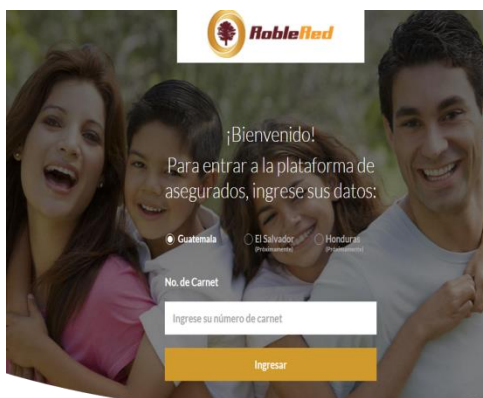 RobleRed
¡Bienvenido!
Para entrar a la plataforma de
asegurados, ingrese sus datos:
Guatemala
El Salvador
(Próximamente)
Honduras
(Próximamente)
No. de Carnet
Ingrese su número de carnet
Ingresar